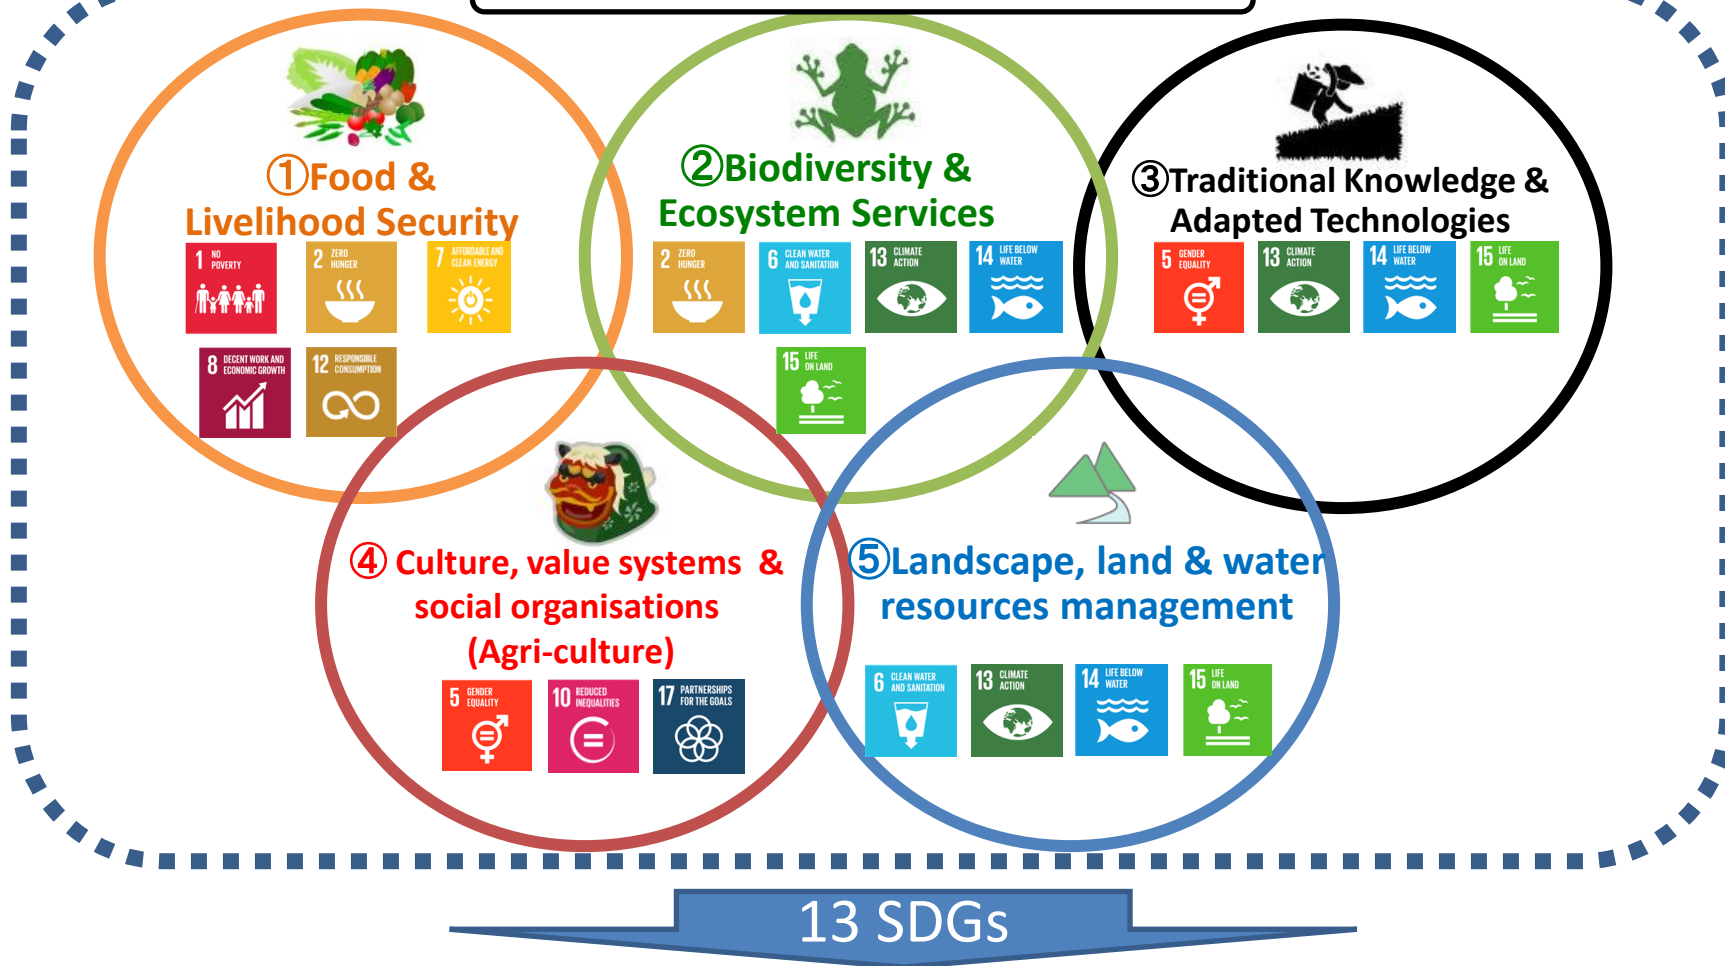 ①Food &
Livelihood Security
1 NO
POVERTY
2 ZERO
HUNGER
7 AFFORDABLE AND
CLEAN ENERGY
8 DECENT WORK AND
ECONOMIC GROWTH
12 RESPONSIBLE
CONSUMPTION
②Biodiversity &
Ecosystem Services
2 ZERO
HUNGER
6 CLEAN WATER
AND SANITATION
13 CLIMATE
ACTION
14 LIFE BELOW
WATER
15 LIFE
ON LAND
③Traditional Knowledge &
Adapted Technologies
5 GENDER
EQUALITY
13 CLIMATE
ACTION
14 LIFE BELOW
WATER
15 LIFE
ON LAND
④ Culture, value systems &
social organisations
(Agri-culture)
5 GENDER
EQUALITY
10 REDUCED
INEQUALITIES
17 PARTNERSHIPS
FOR THE GOALS
⑤Landscape, land & water
resources management
6 CLEAN WATER
AND SANITATION
13 CLIMATE
ACTION
14 LIFE BELOW
WATER
15 LIFE
ON LAND
13 SDGs